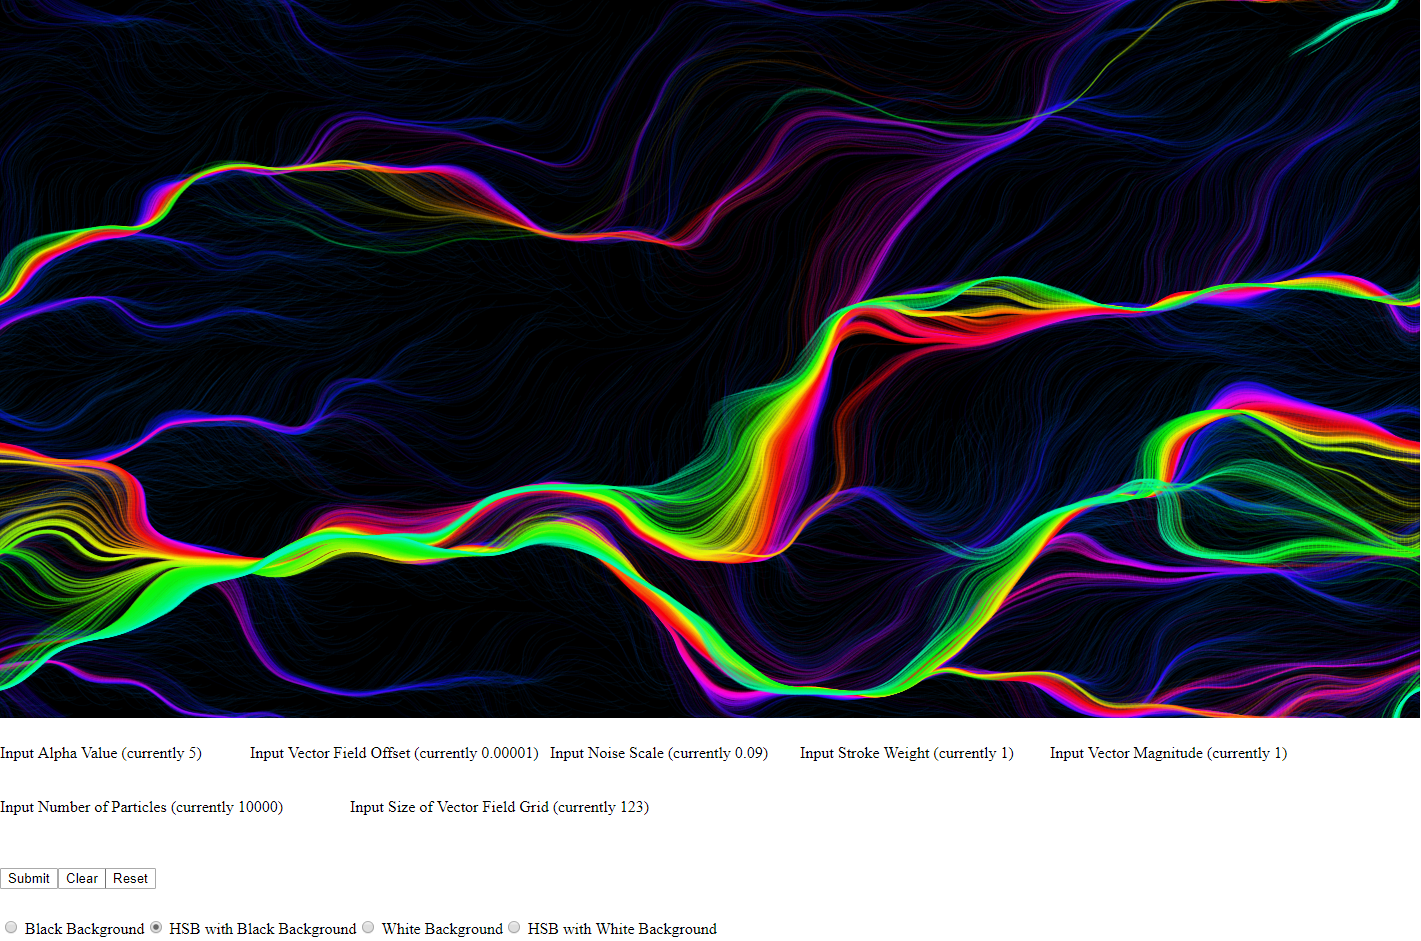 Input Alpha Value (currently 5) Input Vector Field Offset (currently 0.00001) Input Noise Scale (currently 0.09) Input Stroke Weight (currently 1) Input Vector Magnitude (currently 1)
Input Number of Particles (currently 10000) Input Size of Vector Field Grid (currently 123)
Submit Clear Reset
Black Background HSB with Black Background White Background HSB with White Background